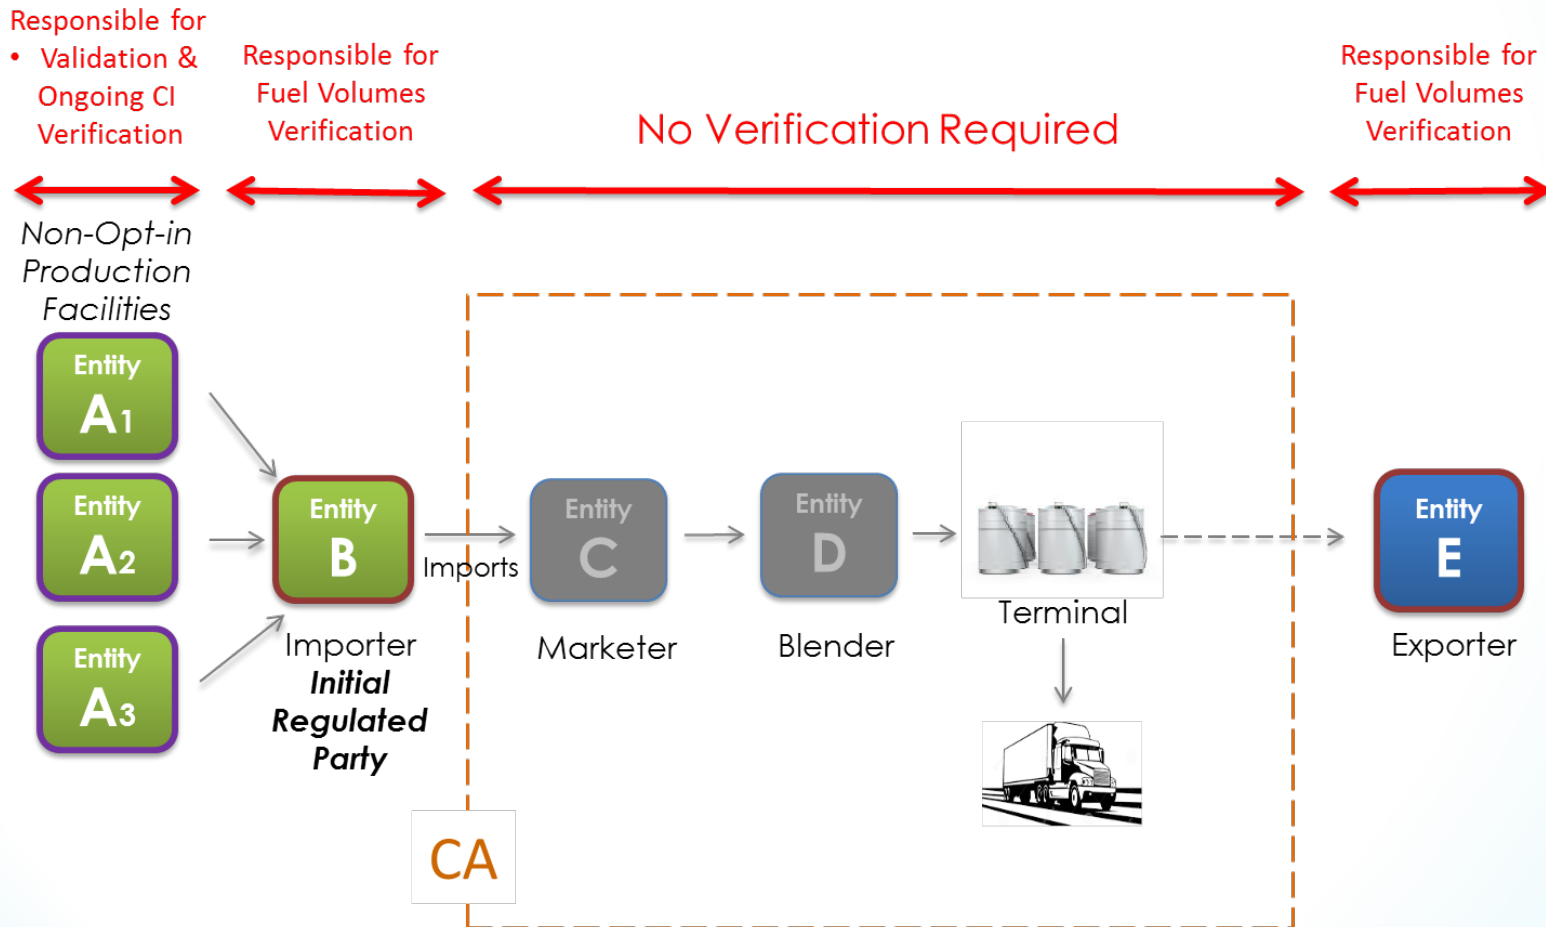 Responsible for
• Validation &
Ongoing CI
Verification
Responsible for
Fuel Volumes
Verification
No Verification Required
Responsible for
Fuel Volumes
Verification
Non-Opt-in
Production
Facilities
Entity
A1
Entity
A2
Entity
A3
Entity
B
Importer
Initial
Regulated
Party
Imports
Entity
C
Marketer
Entity
D
Blender
Terminal
Entity
E
Exporter
CA